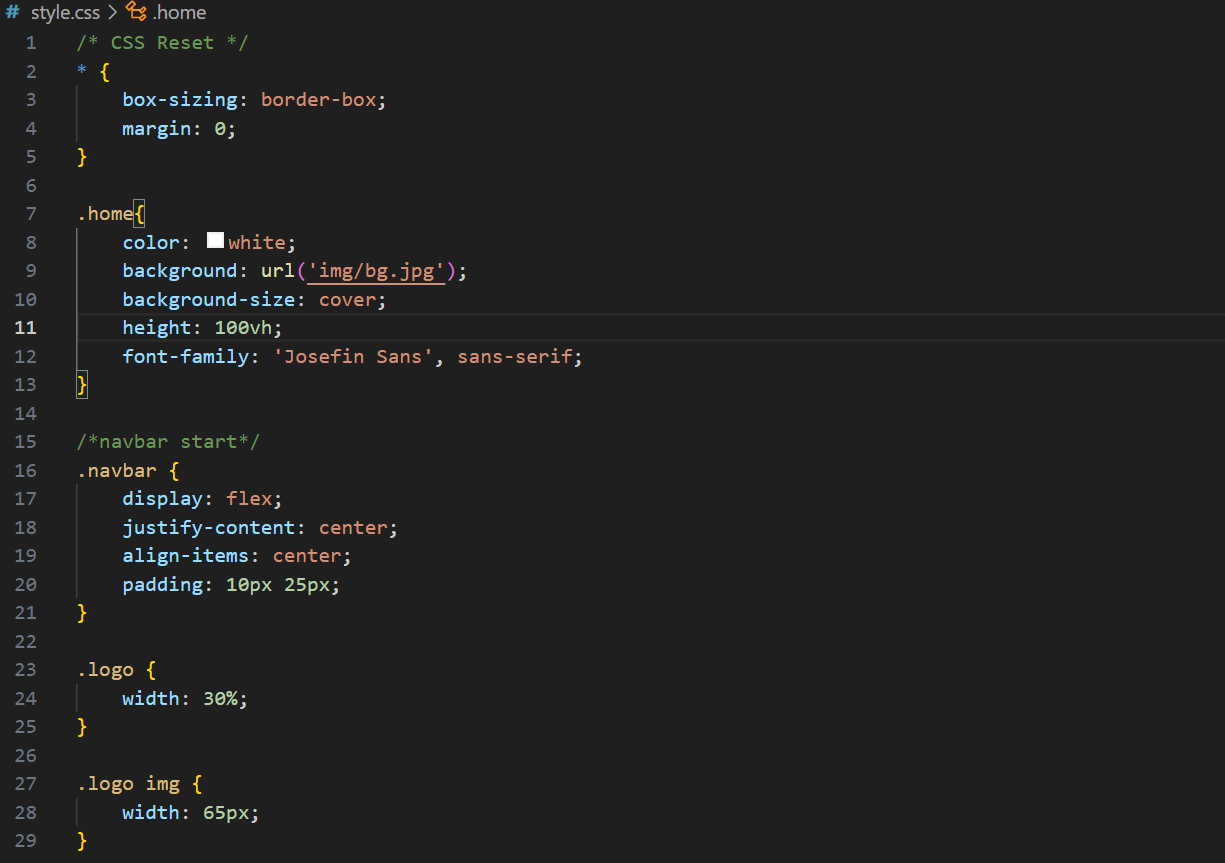 # style.css > .home
1 /* CSS Reset */
2 * {
3     box-sizing: border-box;
4     margin: 0;
5 }
6
7 .home{
8     color: white;
9     background: url('img/bg.jpg');
10     background-size: cover;
11     height: 100vh;
12     font-family: 'Josefin Sans', sans-serif;
13 }
14
15 /*navbar start*/
16 .navbar {
17     display: flex;
18     justify-content: center;
19     align-items: center;
20     padding: 10px 25px;
21 }
22
23 .logo {
24     width: 30%;
25 }
26
27 .logo img {
28     width: 65px;
29 }